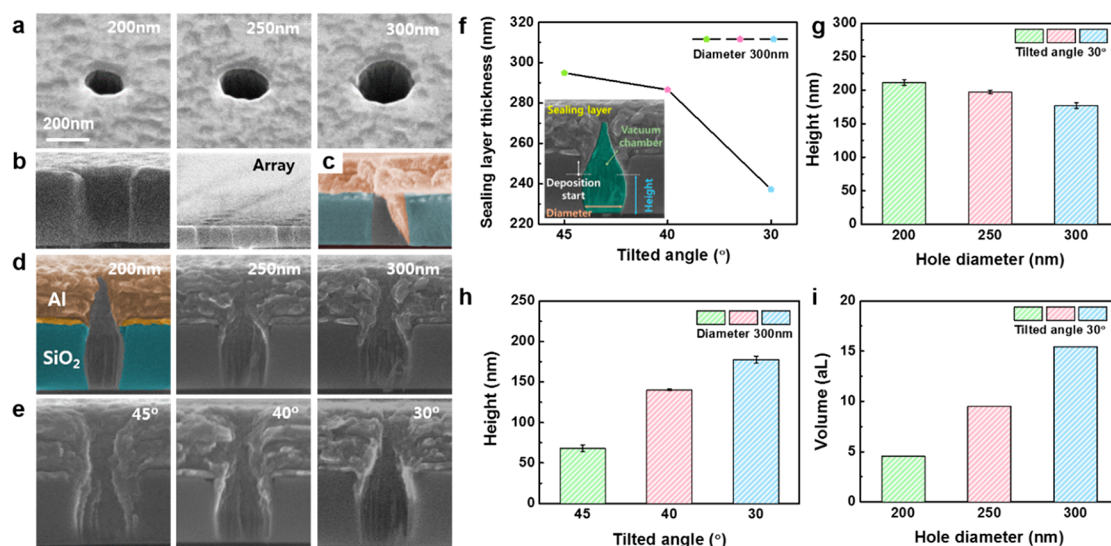 a
200nm
250nm
300nm
200nm
b
Array
c
d
200nm
250nm
300nm
Al
SiO2
e
45°
40°
30°
f
Sealing layer thickness (nm)
300
280
260
240
220
Diameter 300nm
Sealing layer
Vacuum
chamber
Deposition
start
Height
Diameter
45
40
30
Tilted angle (°)
g
Height (nm)
300
250
200
150
100
50
0
Tilted angle 30°
200
250
300
Hole diameter (nm)
h
Height (nm)
250
200
150
100
50
0
Diameter 300nm
45
40
30
Tilted angle (°)
i
Volume (aL)
20
15
10
5
0
Tilted angle 30°
200
250
300
Hole diameter (nm)